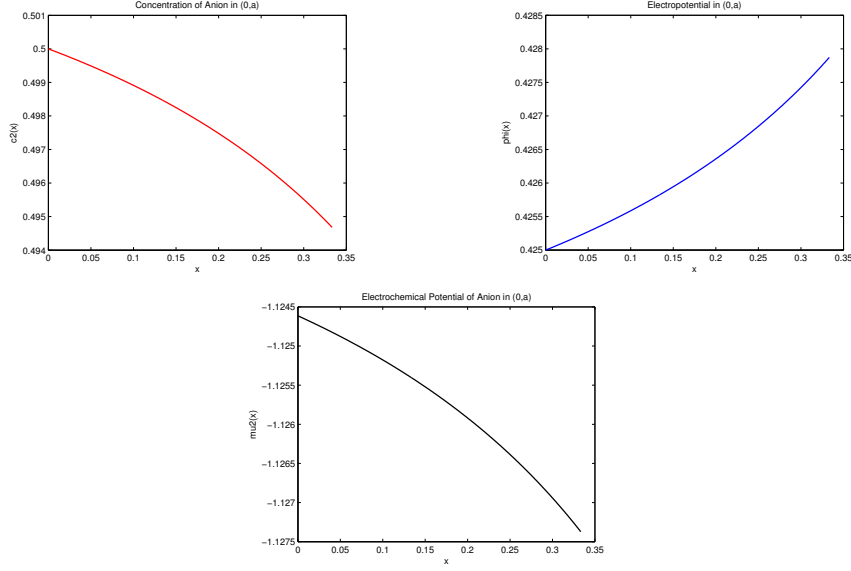 Concentration of Anion in (0,a)
0.501
0.5
0.499
0.498
0.497
0.496
0.495
0.494
c2(x)
0 0.05 0.1 0.15 0.2 0.25 0.3 0.35
x
Electropotential in (0,a)
0.4285
0.428
0.4275
0.427
0.4265
0.426
0.4255
0.425
phi(x)
0 0.05 0.1 0.15 0.2 0.25 0.3 0.35
x
Electrochemical Potential of Anion in (0,a)
−1.1245
−1.125
−1.1255
−1.126
−1.1265
−1.127
−1.1275
mu2(x)
0 0.05 0.1 0.15 0.2 0.25 0.3 0.35
x